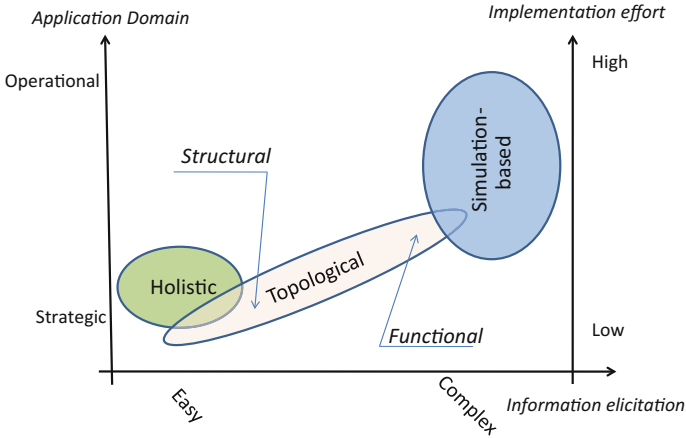 Application Domain
Implementation effort
Operational
High
Structural
Simulation-
based
Topological
Holistic
Strategic
Functional
Low
Easy
Complex
Information elicitation